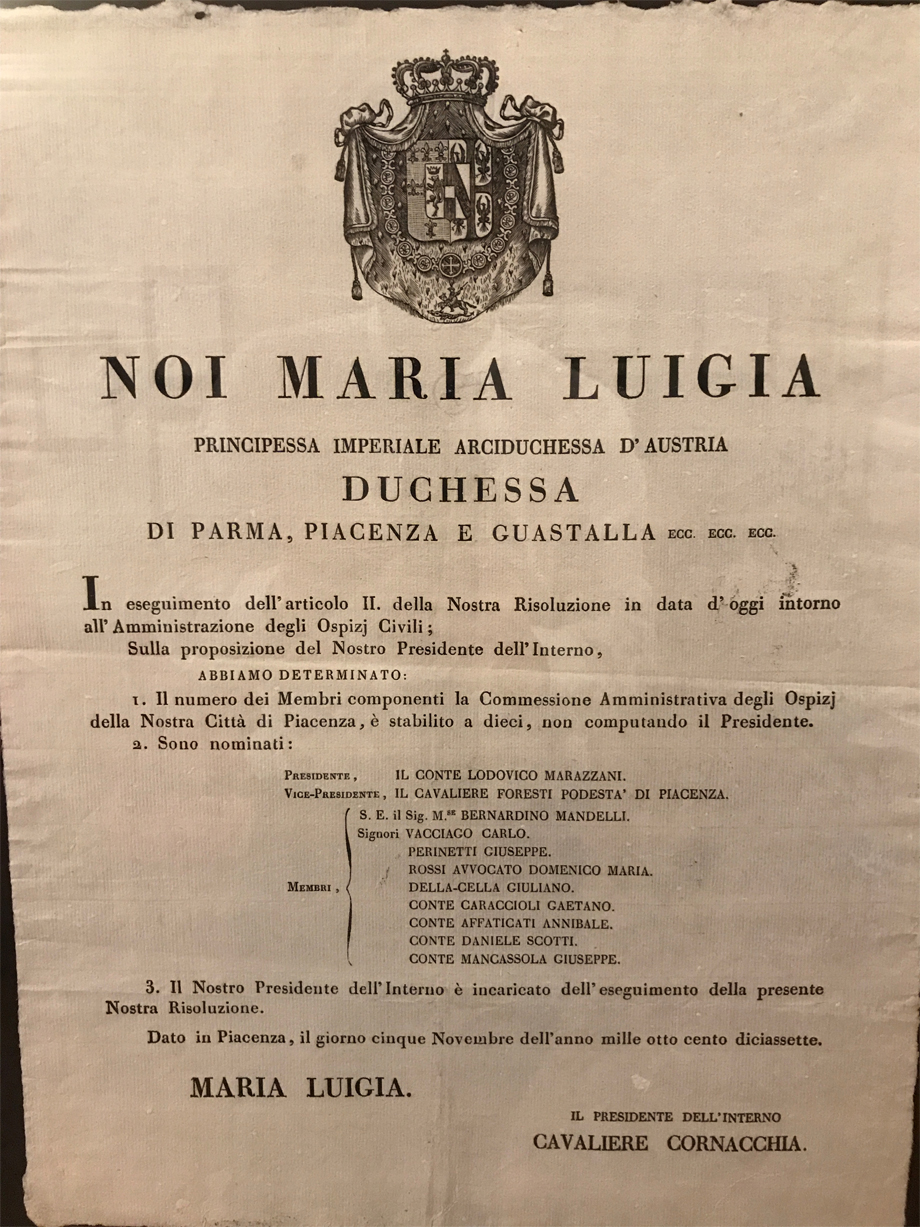 NOI MARIA LUIGIA
PRINCIPESSA IMPERIALE ARCIDUCHESSA D'AUSTRIA
DUCHESSA
DI PARMA, PIACENZA E GUASTALLA ECC. ECC. ECC.
In eseguimento dell'articolo II. della Nostra Risoluzione in data d'oggi intorno
all'Amministrazione degli Ospizj Civili;
Sulla proposizione del Nostro Presidente dell'Interno,
ABBIAMO DETERMINATO:
1. Il numero dei Membri componenti la Commessione Amministrativa degli Ospizj
della Nostra Città di Piacenza, è stabilito a dieci, non computando il Presidente.
2. Sono nominati:
Presidente, IL CONTE LODOVICO MARAZZANI.
Vice-Presidente, IL CAVALIERE FORESTI PODESTA' DI PIACENZA.
S. E. il Sig. M.se BERNARDINO MANDELLI.
Signori VACCIAGO CARLO.
PERINETTI GIUSEPPE.
ROSSI AVVOCATO DOMENICO MARIA.
Membri, DELLA-CELLA GIULIANO.
CONTE CARACCIOLI GAETANO.
CONTE AFFATICATI ANNIBALE.
CONTE DANIELE SCOTTI.
CONTE MANCASSOLA GIUSEPPE.
3. Il Nostro Presidente dell'Interno è incaricato dell'eseguimento della presente
Nostra Risoluzione.
Dato in Piacenza, il giorno cinque Novembre dell'anno mille otto cento diciassette.
MARIA LUIGIA.
IL PRESIDENTE DELL'INTERNO
CAVALIERE CORNACCHIA.